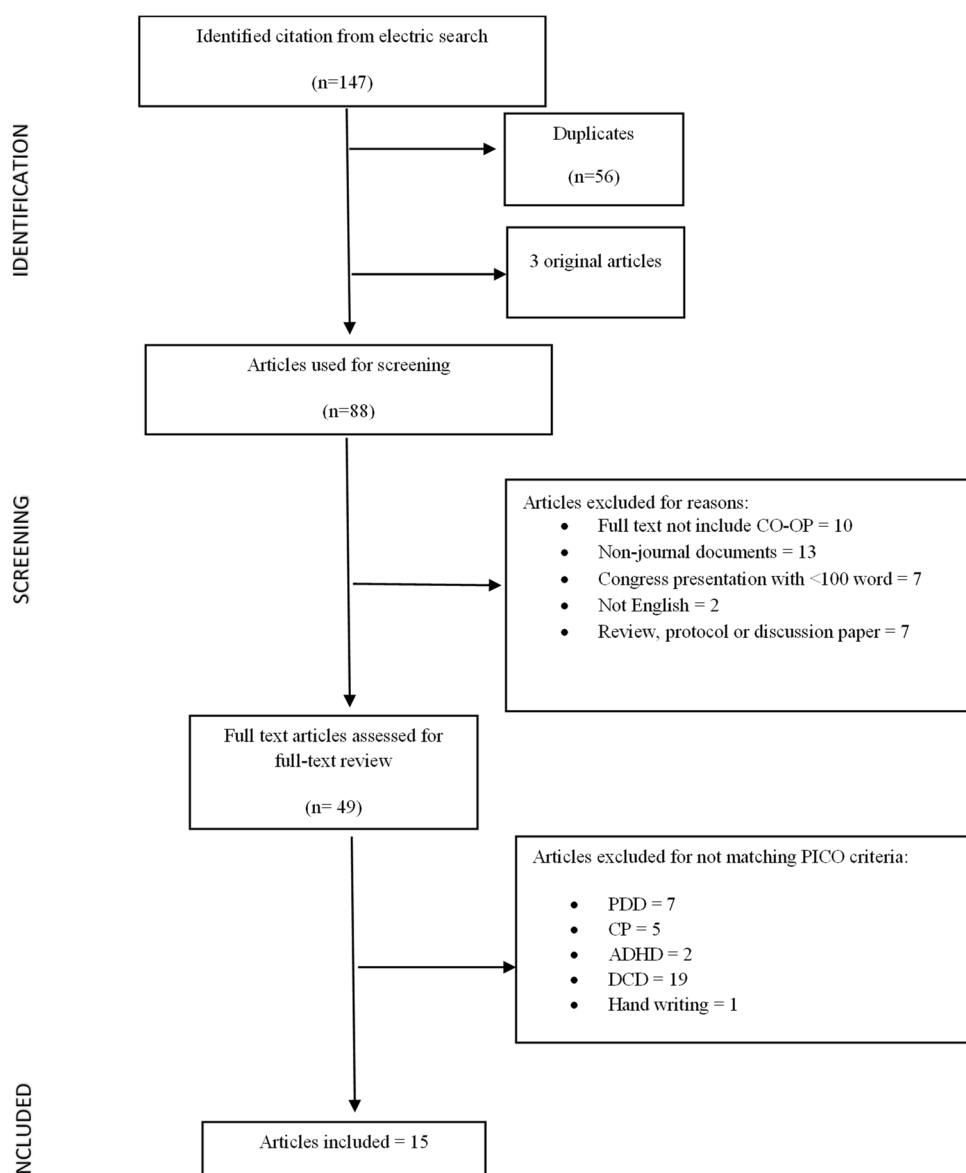 Identified citation from electric search
(n=147)
IDENTIFICATION
Duplicates
(n=56)
3 original articles
Articles used for screening
(n=88)
SCREENING
Articles excluded for reasons:
• Full text not include CO-OP = 10
• Non-journal documents = 13
• Congress presentation with <100 word = 7
• Not English = 2
• Review, protocol or discussion paper = 7
Full text articles assessed for
full-text review
(n= 49)
Articles excluded for not matching PICO criteria:
• PDD = 7
• CP = 5
• ADHD = 2
• DCD = 19
• Hand writing = 1
NCLUDED
Articles included = 15